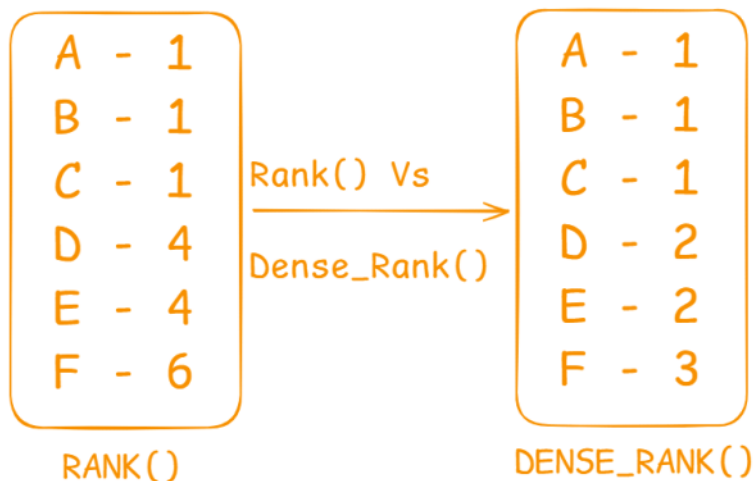 A - 1
B - 1
C - 1
D - 4
E - 4
F - 6
RANK()
Rank() Vs
Dense_Rank()
A - 1
B - 1
C - 1
D - 2
E - 2
F - 3
DENSE_RANK()